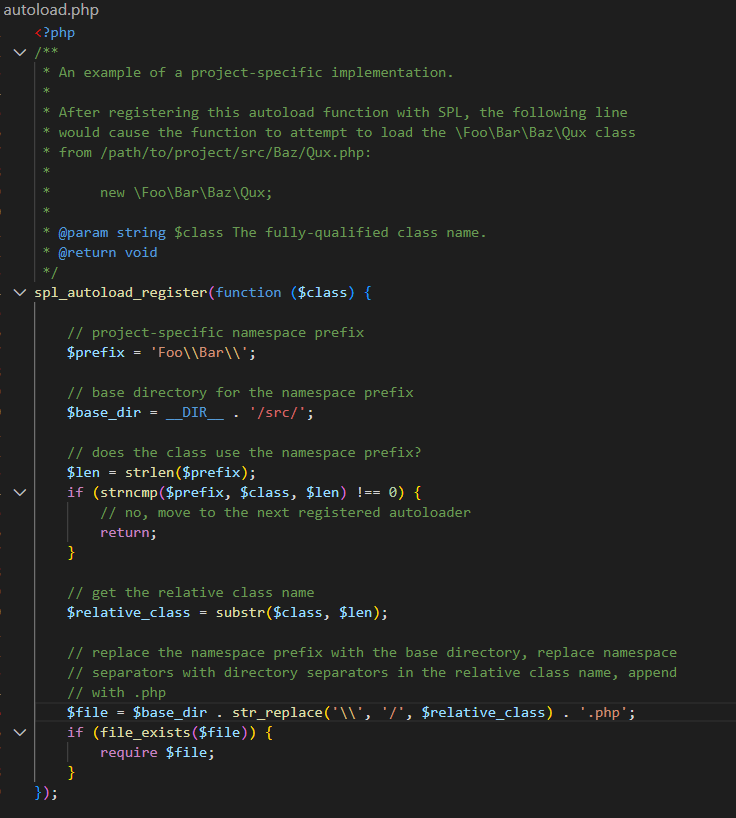 autoload.php
<?php
/**
 * An example of a project-specific implementation.
 *
 * After registering this autoload function with SPL, the following line
 * would cause the function to attempt to load the \Foo\Bar\Baz\Qux class
 * from /path/to/project/src/Baz/Qux.php:
 *
 *      new \Foo\Bar\Baz\Qux;
 *
 * @param string $class The fully-qualified class name.
 * @return void
 */
spl_autoload_register(function ($class) {

    // project-specific namespace prefix
    $prefix = 'Foo\\Bar\\';

    // base directory for the namespace prefix
    $base_dir = __DIR__ . '/src/';

    // does the class use the namespace prefix?
    $len = strlen($prefix);
    if (strncmp($prefix, $class, $len) !== 0) {
        // no, move to the next registered autoloader
        return;
    }

    // get the relative class name
    $relative_class = substr($class, $len);

    // replace the namespace prefix with the base directory, replace namespace
    // separators with directory separators in the relative class name, append
    // with .php
    $file = $base_dir . str_replace('\\', '/', $relative_class) . '.php';
    if (file_exists($file)) {
        require $file;
    }
});